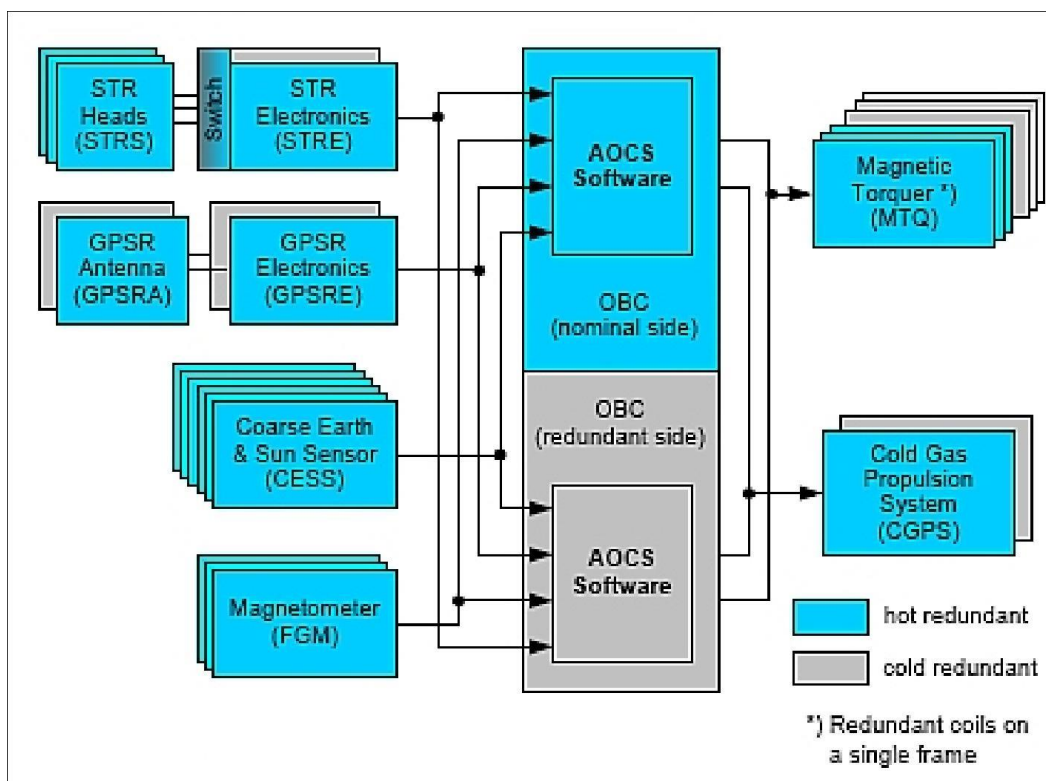 STR
Heads
(STRS)
Switch
STR
Electronics
(STRE)
GPSR
Antenna
(GPSRA)
GPSR
Electronics
(GPSRE)
Coarse Earth
& Sun Sensor
(CESS)
Magnetometer
(FGM)
AOCS
Software
OBC
(nominal side)
OBC
(redundant side)
AOCS
Software
Magnetic
Torquer *)
(MTQ)
Cold Gas
Propulsion
System
(CGPS)
hot redundant
cold redundant
*) Redundant coils on
a single frame